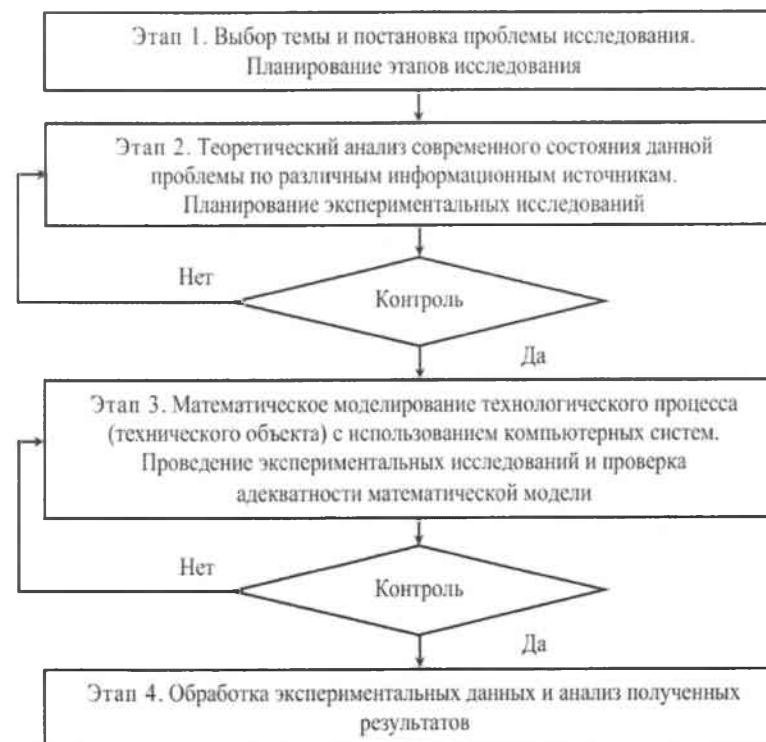 Этап 1. Выбор темы и постановка проблемы исследования.
Планирование этапов исследования
Этап 2. Теоретический анализ современного состояния данной
проблемы по различным информационным источникам.
Планирование экспериментальных исследований
Нет
Контроль
Да
Этап 3. Математическое моделирование технологического процесса
(технического объекта) с использованием компьютерных систем.
Проведение экспериментальных исследований и проверка
адекватности математической модели
Нет
Контроль
Да
Этап 4. Обработка экспериментальных данных и анализ полученных
результатов